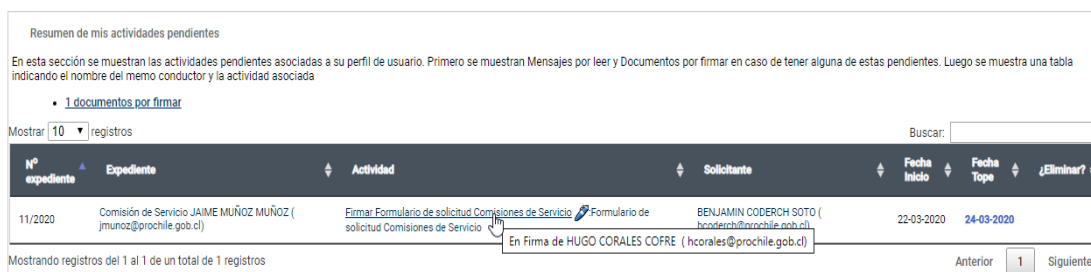 Resumen de mis actividades pendientes
En esta sección se muestran las actividades pendientes asociadas a su perfil de usuario. Primero se muestran Mensajes por leer y Documentos por firmar en caso de tener alguna de estas pendientes. Luego se muestra una tabla
indicando el nombre del memo conductor y la actividad asociada
1 documentos por firmar
Mostrar 10 registros Buscar:
Nº expediente Expediente Actividad Solicitante Fecha Inicio Fecha Tope ¿Eliminar?
11/2020 Comisión de Servicio JAIME MUÑOZ MUÑOZ ( Firmar Formulario de solicitud Comisiones de Servicio :Formulario de BENJAMIN CODERCH SOTO ( 22-03-2020 24-03-2020
jmunoz@prochile.gob.cl) solicitud Comisiones de Servicio bcoderch@prochile.gob.cl)
En Firma de HUGO CORALES COFRE ( hcorales@prochile.gob.cl)
Mostrando registros del 1 al 1 de un total de 1 registros Anterior 1 Siguiente